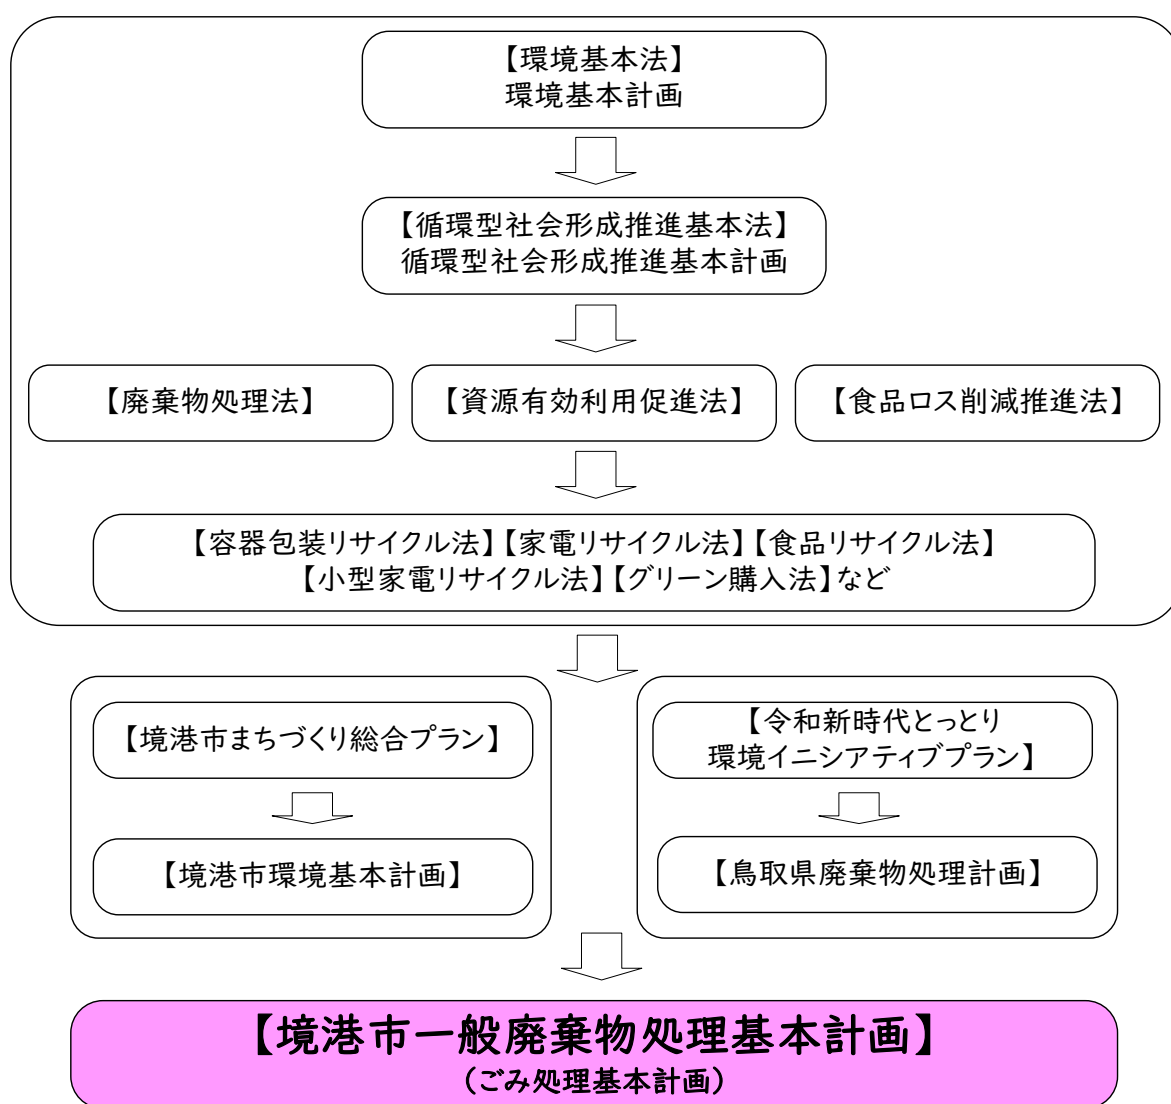 【環境基本法】
環境基本計画
【循環型社会形成推進基本法】
循環型社会形成推進基本計画
【廃棄物処理法】
【資源有効利用促進法】
【食品ロス削減推進法】
【容器包装リサイクル法】【家電リサイクル法】【食品リサイクル法】
【小型家電リサイクル法】【グリーン購入法】など
【境港市まちづくり総合プラン】
【境港市環境基本計画】
【令和新時代とっとり
環境イニシアティブプラン】
【鳥取県廃棄物処理計画】
【境港市一般廃棄物処理基本計画】
（ごみ処理基本計画）